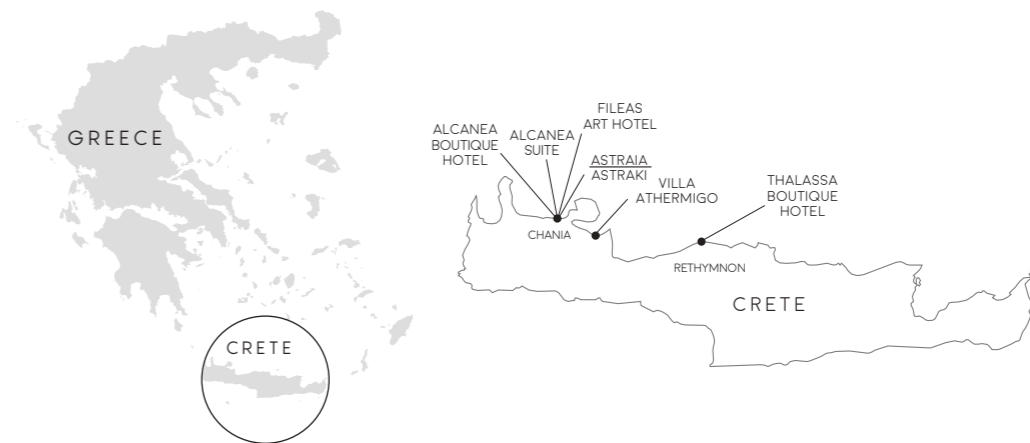 GREECE
CRETE
ALCANEA
BOUTIQUE
HOTEL
ALCANEA
SUITE
FILEAS
ART HOTEL
ASTRAIA
ASTRAKI
VILLA
ATHERMIGO
THALASSA
BOUTIQUE
HOTEL
CHANIA
RETHYMNON
CRETE